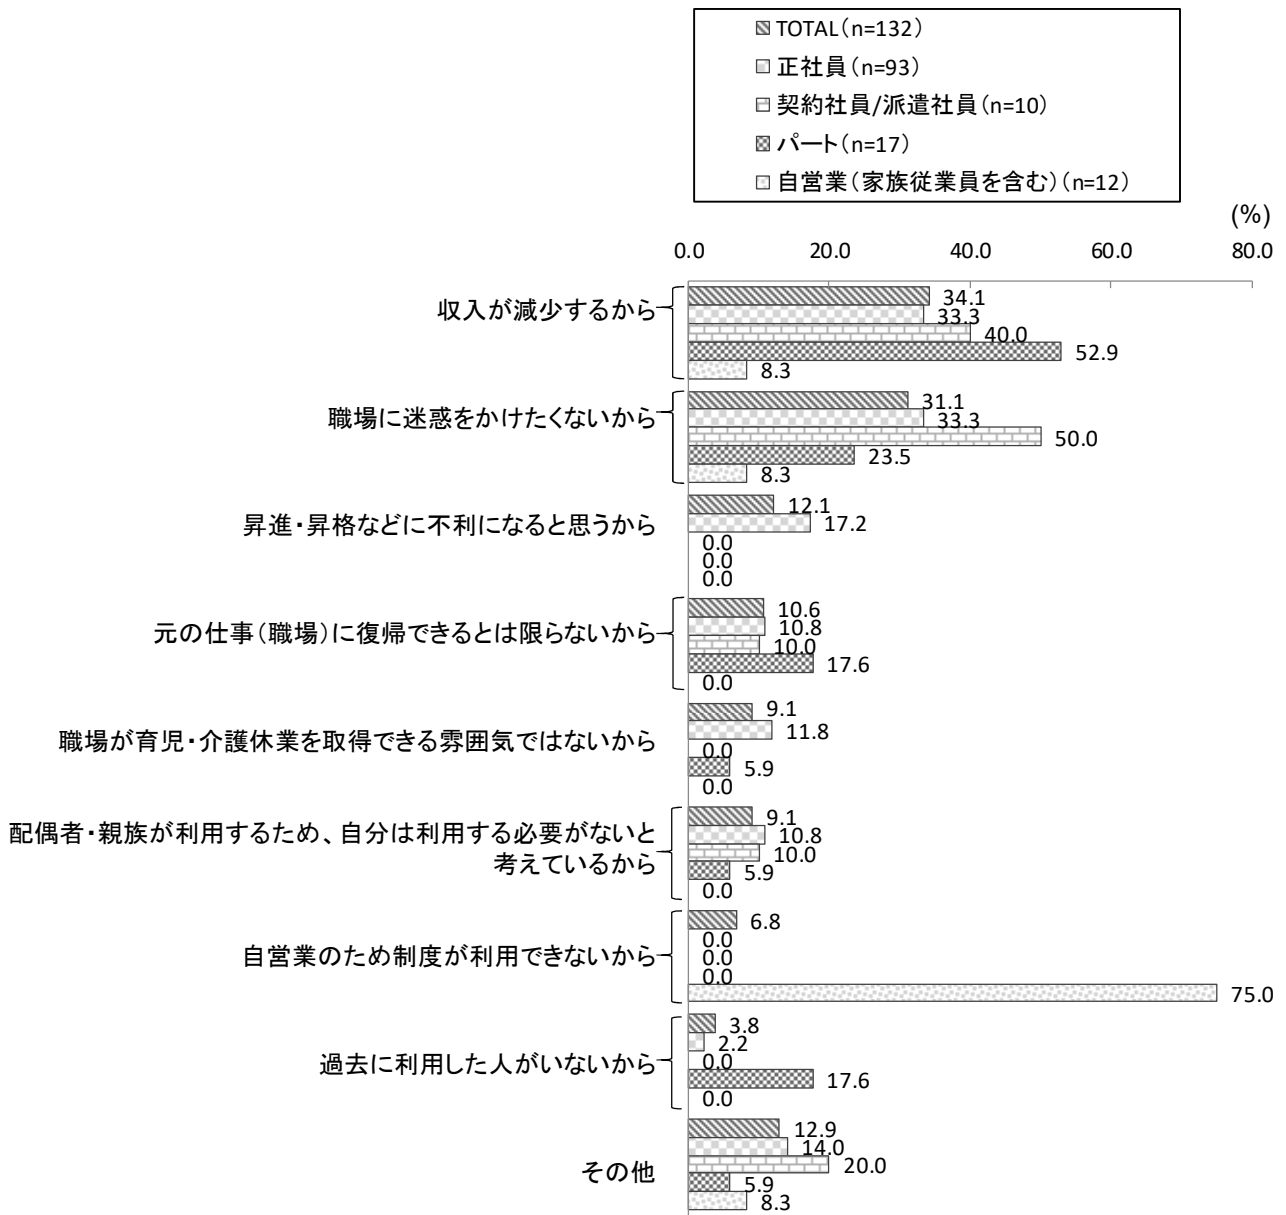 TOTAL(n=132)
正社員(n=93)
契約社員/派遣社員(n=10)
パート(n=17)
自営業(家族従業員を含む)(n=12)
(%)
0.0 20.0 40.0 60.0 80.0
収入が減少するから
34.1
33.3
40.0
52.9
8.3
職場に迷惑をかけたくないから
31.1
33.3
50.0
23.5
8.3
昇進・昇格などに不利になると思うから
12.1
17.2
0.0
0.0
0.0
元の仕事(職場)に復帰できるとは限らないから
10.6
10.8
10.0
17.6
0.0
職場が育児・介護休業を取得できる雰囲気ではないから
9.1
11.8
0.0
5.9
0.0
配偶者・親族が利用するため、自分は利用する必要がないと
考えているから
9.1
10.8
10.0
5.9
0.0
自営業のため制度が利用できないから
6.8
0.0
0.0
0.0
75.0
過去に利用した人がいないから
3.8
2.2
0.0
17.6
0.0
その他
12.9
14.0
20.0
5.9
8.3